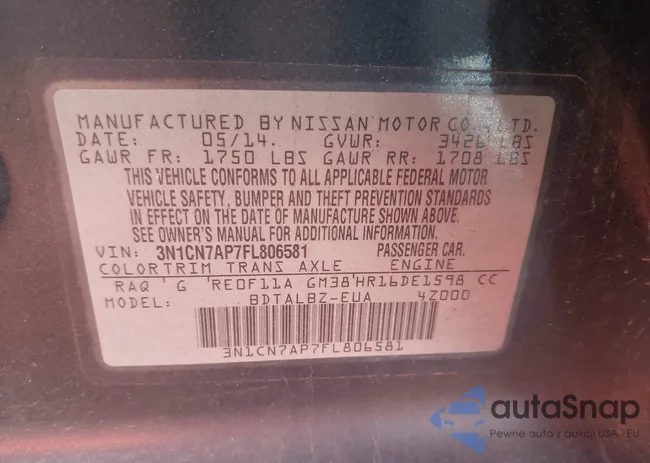 MANUFACTURED BY NISSAN MOTOR CO., LTD.
DATE: 05/14. GVWR: 3426 LBS
GAWR FR: 1750 LBS GAWR RR: 1708 LBS
THIS VEHICLE CONFORMS TO ALL APPLICABLE FEDERAL MOTOR
VEHICLE SAFETY, BUMPER AND THEFT PREVENTION STANDARDS
IN EFFECT ON THE DATE OF MANUFACTURE SHOWN ABOVE.
SEE OWNER'S MANUAL FOR ADDITIONAL INFORMATION.
VIN: 3N1CN7AP7FL806581 PASSENGER CAR.
COLOR TRIM TRANS AXLE ENGINE
RAQ G RE0F11A GM38 HR16DE1598 CC
MODEL: BDTALBZ-EUA 4Z000
3N1CN7AP7FL806581
autaSnap
Pewne auta z aukcji USA i EU